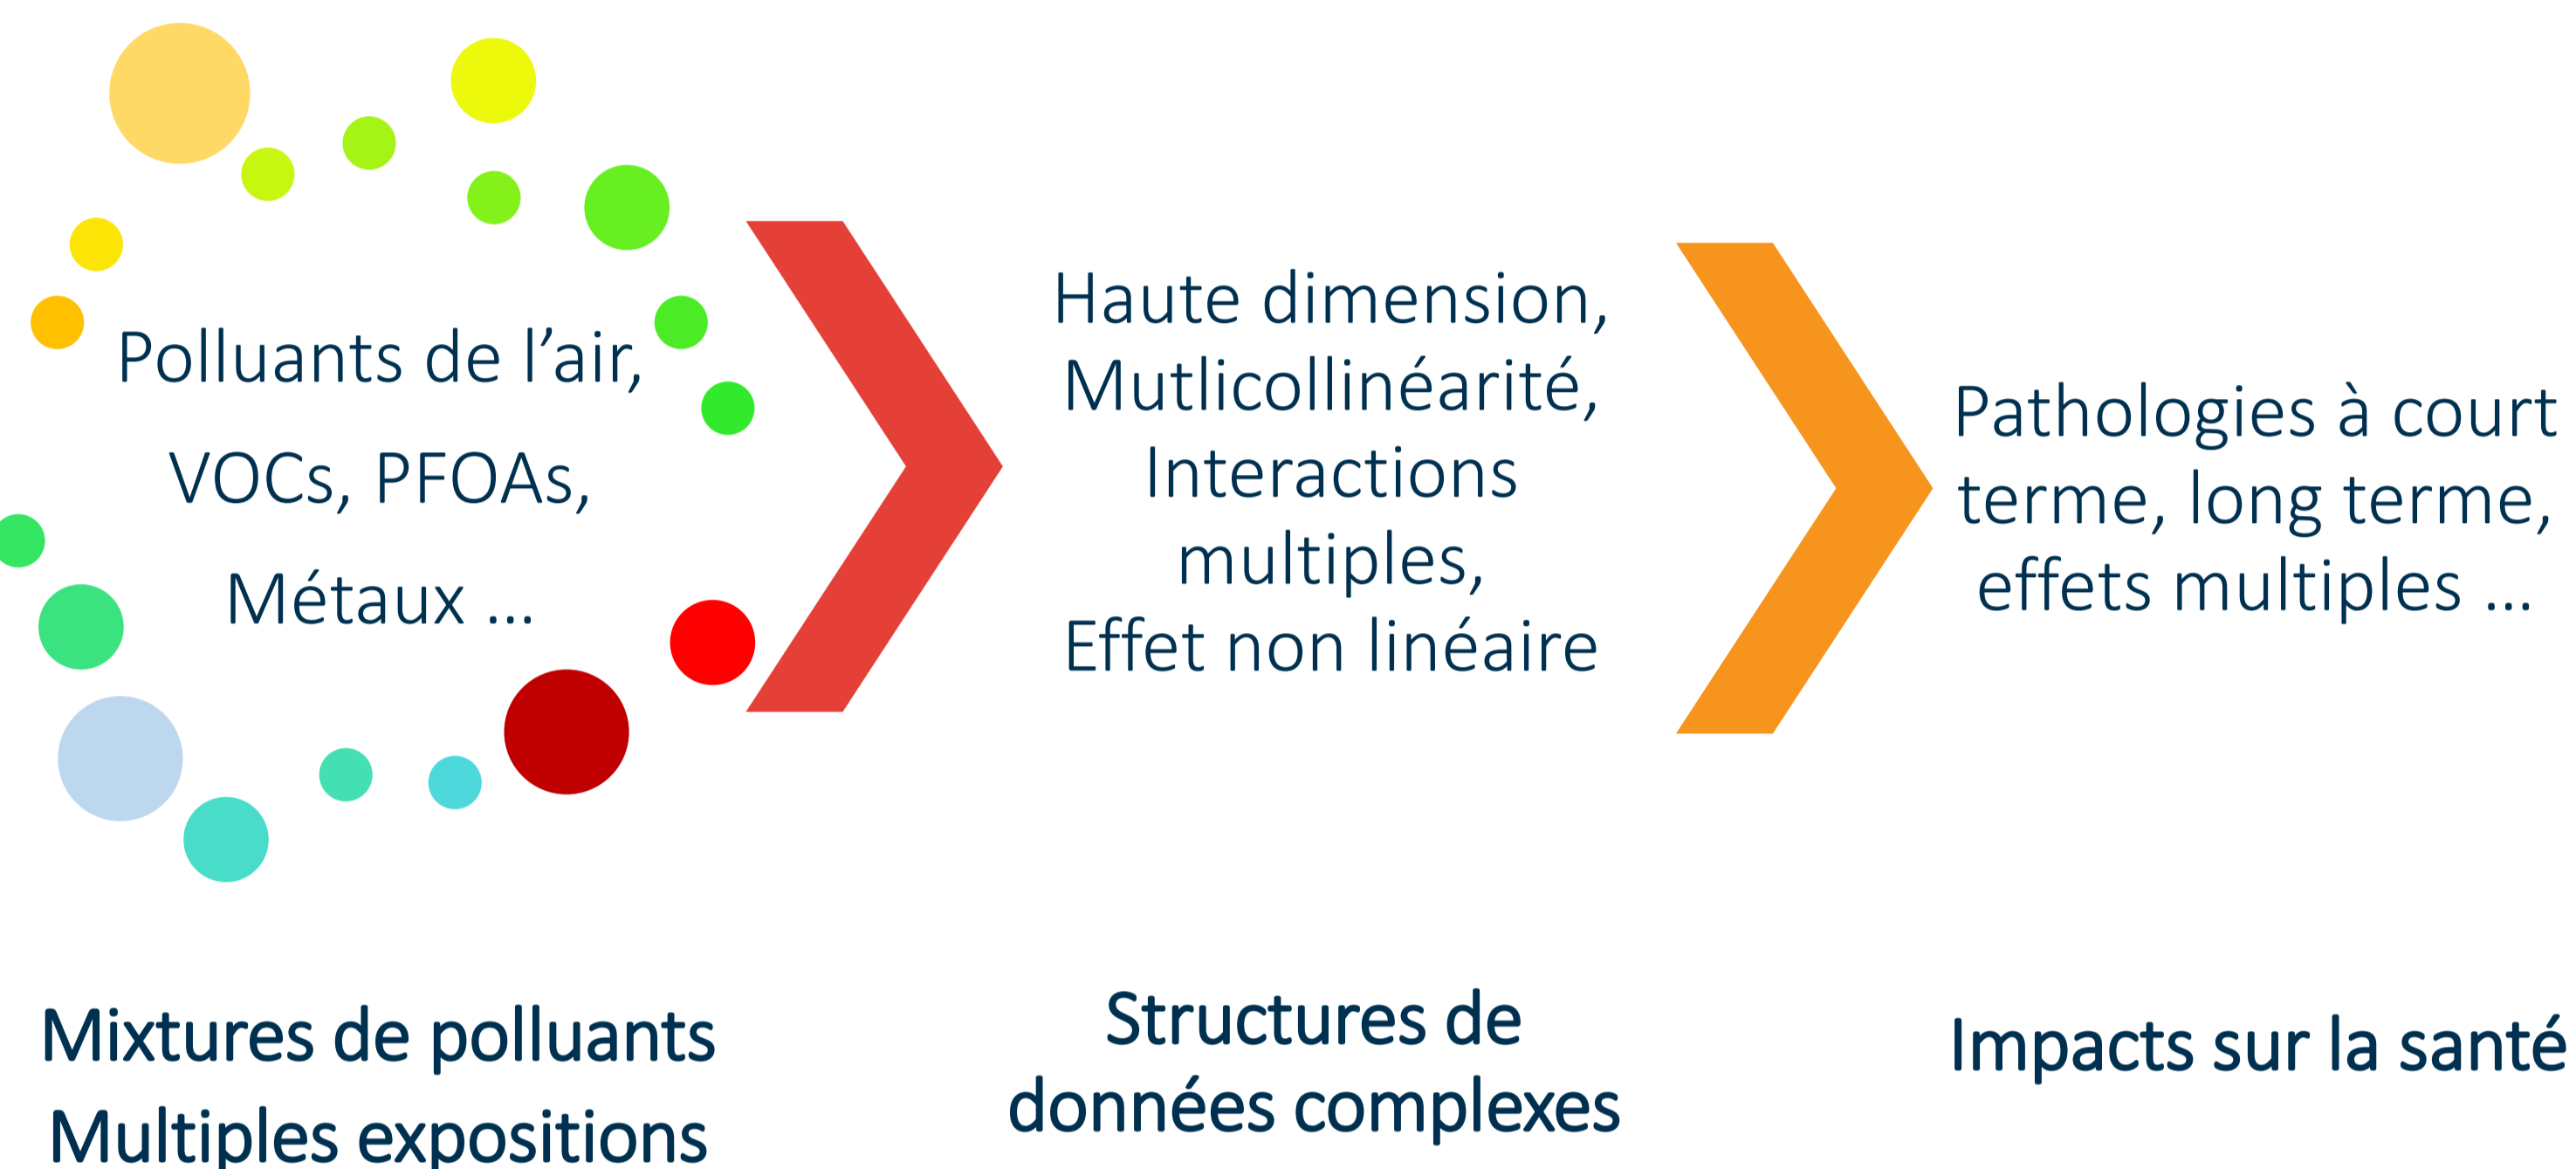 Polluants de l’air,
VOCs, PFOAs,
Métaux ...
Haute dimension,
Mutlicollinéarité,
Interactions
multiples,
Effet non linéaire
Pathologies à court
terme, long terme,
effets multiples ...
Mixtures de polluants
Multiples expositions
Structures de
données complexes
Impacts sur la santé